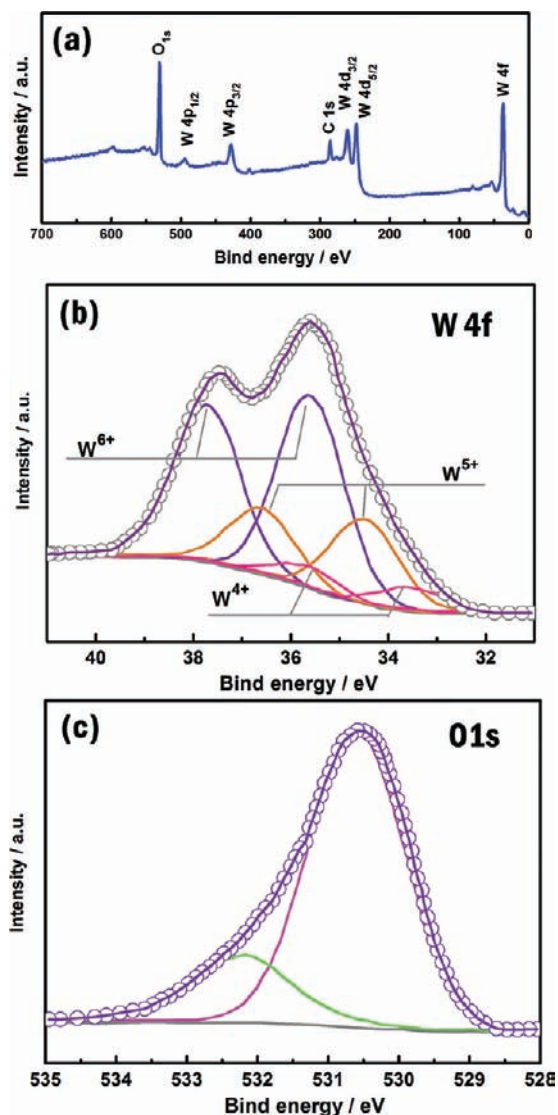 (a)
O₁ₛ
W 4p₁/₂
W 4p₃/₂
C 1s
W 4d₃/₂
W 4d₅/₂
W 4f
Intensity / a.u.
700 600 500 400 300 200 100 0
Bind energy / eV
(b)
W 4f
W⁶⁺
W⁵⁺
W⁴⁺
Intensity / a.u.
40 38 36 34 32
Bind energy / eV
(c)
O1s
Intensity / a.u.
535 534 533 532 531 530 529 528
Bind energy / eV